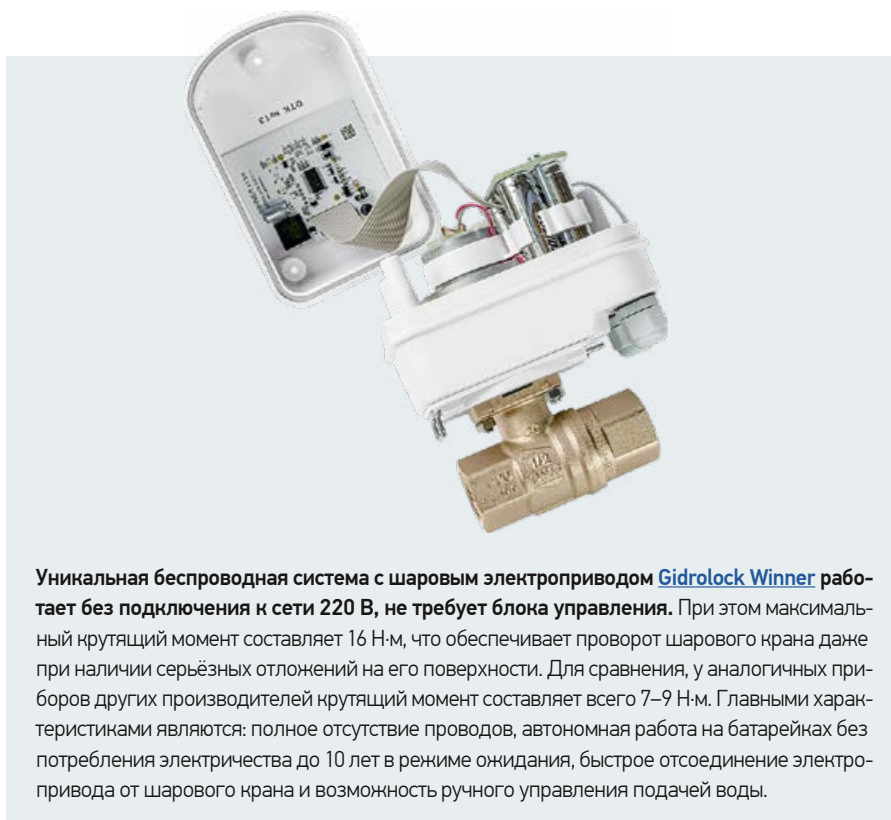 ОТК №13
1/2
Уникальная беспроводная система с шаровым электроприводом Gidrolock Winner рабо-
тает без подключения к сети 220 В, не требует блока управления. При этом максималь-
ный крутящий момент составляет 16 Н·м, что обеспечивает проворот шарового крана даже
при наличии серьёзных отложений на его поверхности. Для сравнения, у аналогичных при-
боров других производителей крутящий момент составляет всего 7–9 Н·м. Главными харак-
теристиками являются: полное отсутствие проводов, автономная работа на батарейках без
потребления электричества до 10 лет в режиме ожидания, быстрое отсоединение электро-
привода от шарового крана и возможность ручного управления подачей воды.